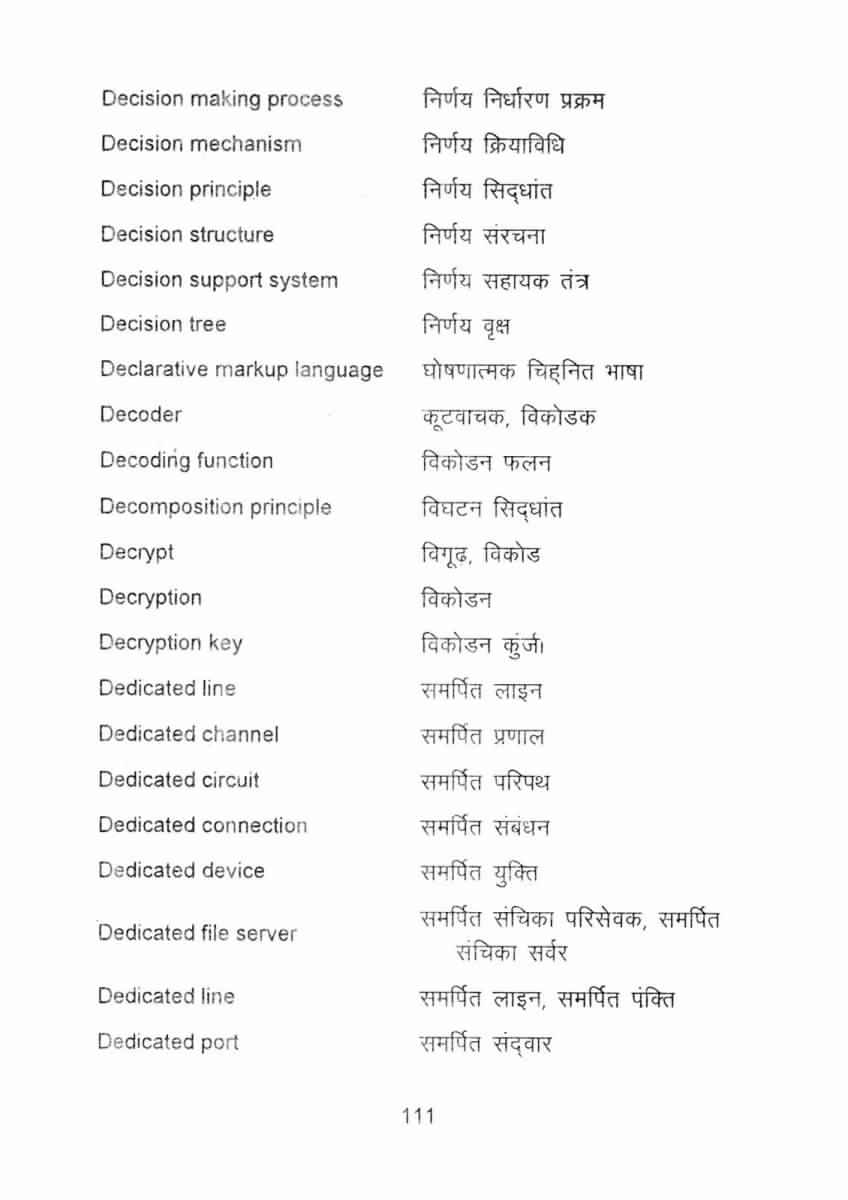 Decision making process निर्णय निर्धारण प्रक्रम
Decision mechanism निर्णय क्रियाविधि
Decision principle निर्णय सिद्धांत
Decision structure निर्णय संरचना
Decision support system निर्णय सहायक तंत्र
Decision tree निर्णय वृक्ष
Declarative markup language घोषणात्मक चिह्नित भाषा
Decoder कूटवाचक, विकोडक
Decoding function विकोडन फलन
Decomposition principle विघटन सिद्धांत
Decrypt विगूढ, विकोड
Decryption विकोडन
Decryption key विकोडन कुंजी
Dedicated line समर्पित लाइन
Dedicated channel समर्पित प्रणाल
Dedicated circuit समर्पित परिपथ
Dedicated connection समर्पित संबंधन
Dedicated device समर्पित युक्ति
Dedicated file server समर्पित संचिका परिसेवक, समर्पित
संचिका सर्वर
Dedicated line समर्पित लाइन, समर्पित पंक्ति
Dedicated port समर्पित संद्वार
111